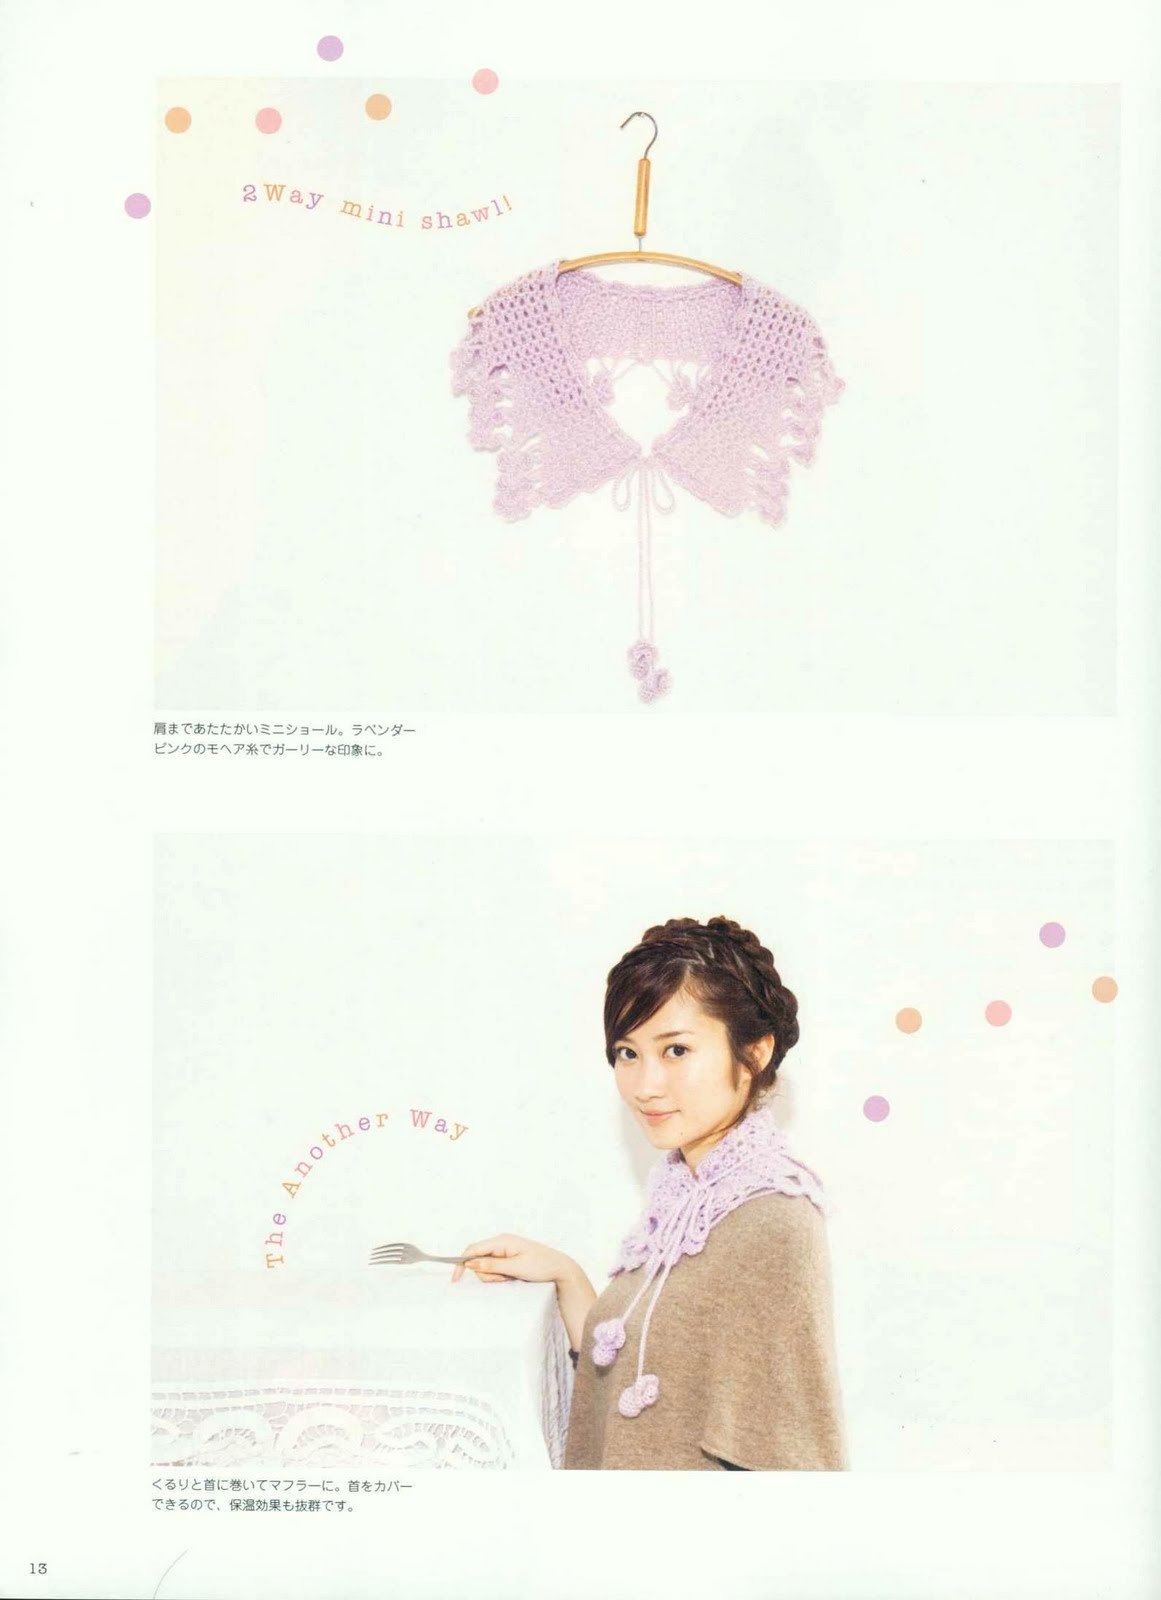 2Way mini shawl!
肩まであたたかいミニショール。ラベンダー
ピンクのモヘア糸でガーリーな印象に。
The Another Way
くるりと首に巻いてマフラーに。首をカバー
できるので、保温効果も抜群です。
13